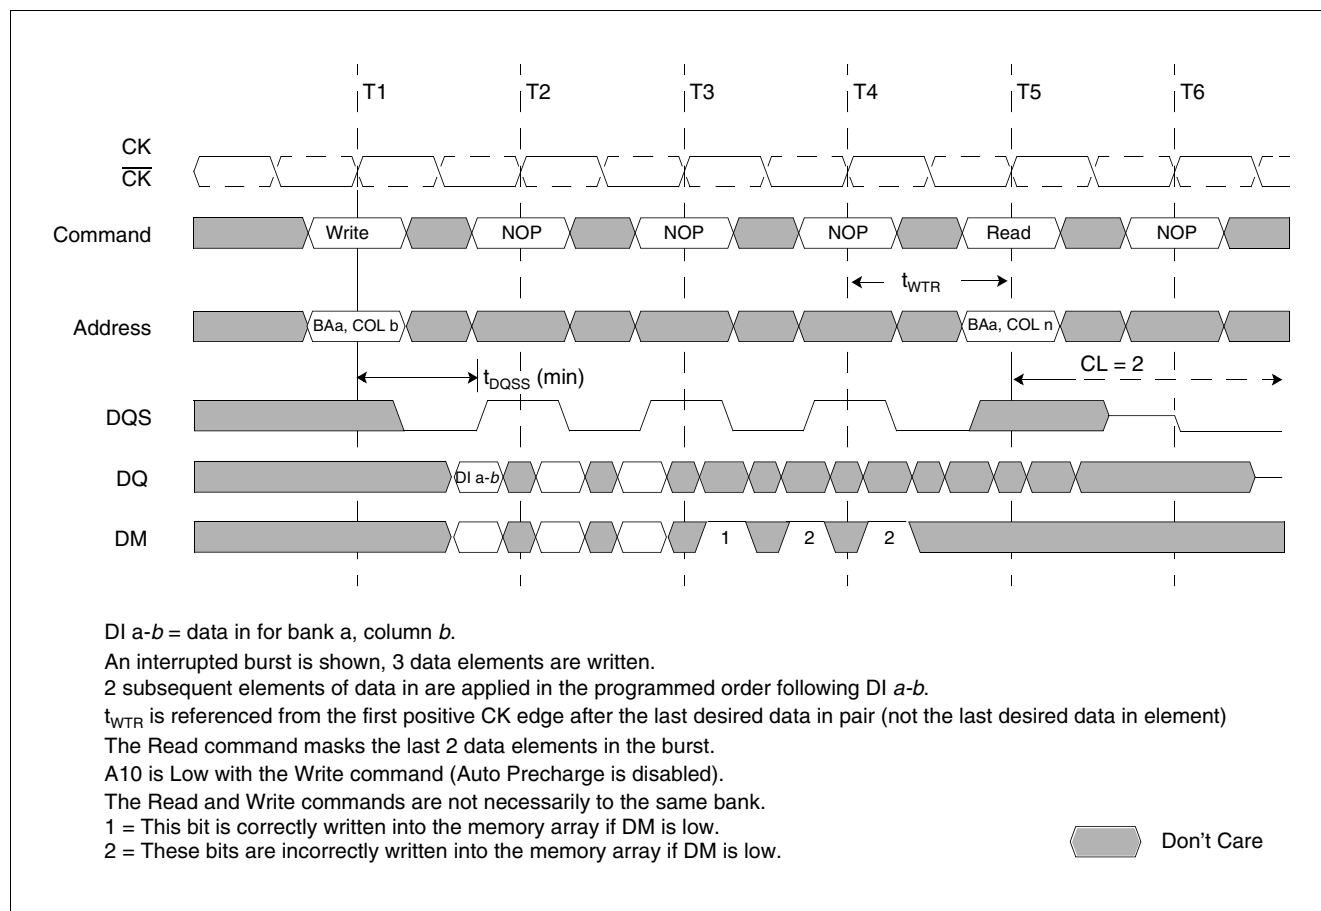 T1 T2 T3 T4 T5 T6
CK
CK
Command Write NOP NOP NOP Read NOP
tWTR
Address BAa, COL b BAa, COL n
tDQSS (min) CL = 2
DQS
DQ DI a-b
DM 1 2 2
DI a-b = data in for bank a, column b.
An interrupted burst is shown, 3 data elements are written.
2 subsequent elements of data in are applied in the programmed order following DI a-b.
tWTR is referenced from the first positive CK edge after the last desired data in pair (not the last desired data in element)
The Read command masks the last 2 data elements in the burst.
A10 is Low with the Write command (Auto Precharge is disabled).
The Read and Write commands are not necessarily to the same bank.
1 = This bit is correctly written into the memory array if DM is low.
2 = These bits are incorrectly written into the memory array if DM is low.
Don't Care